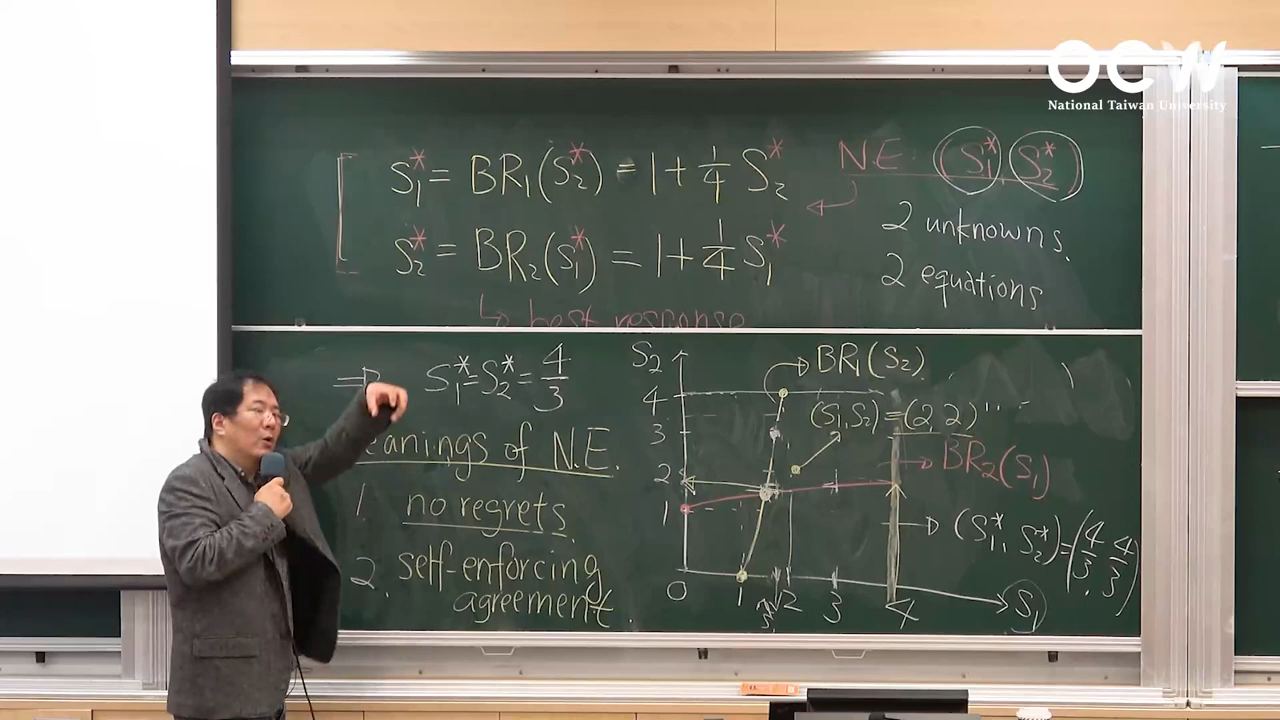 OCW
National Taiwan University
S₁* = BR₁(S₂*) = 1 + 1/4 S₂*
NE: (S₁*, S₂*)
S₂* = BR₂(S₁*) = 1 + 1/4 S₁*
2 unknowns.
2 equations
↳ best response
S₁* = S₂* = 4/3
eanings of N.E.
1. no regrets.
2. self-enforcing
agreement
S₂
BR₁(S₂)
4
(S₁, S₂) = (2, 2)
3
BR₂(S₁)
2
1
(S₁*, S₂*) = (4/3, 4/3)
0 1 2 3 4 S₁